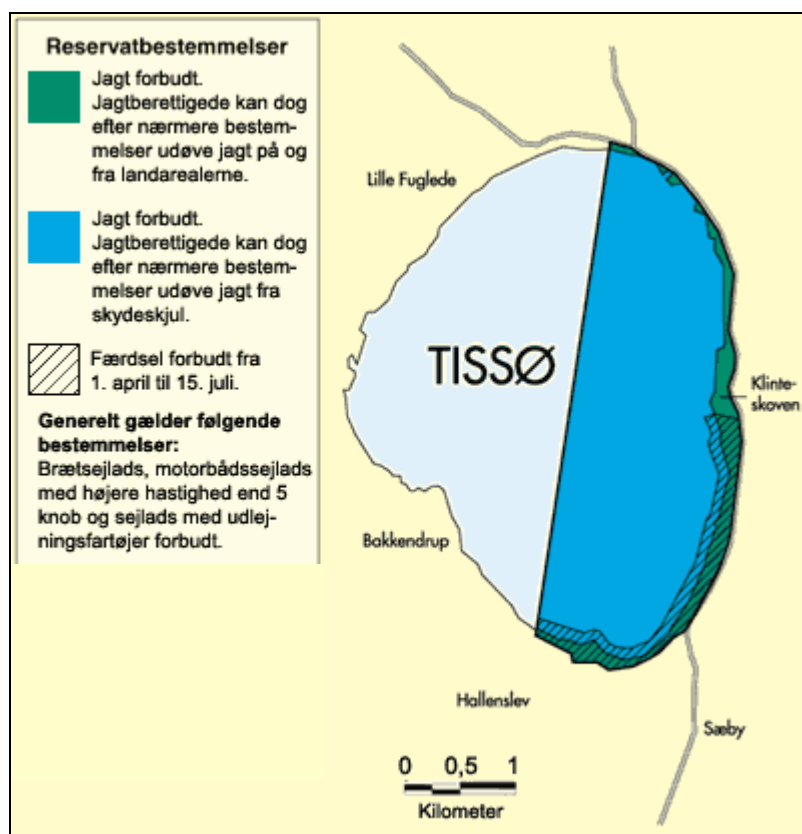 Reservatbestemmelser
Jagt forbudt.
Jagtberettigede kan dog
efter nærmere bestem-
melser udøve jagt på og
fra landarealerne.
Jagt forbudt.
Jagtberettigede kan dog
efter nærmere bestem-
melser udøve jagt fra
skydeskjul.
Færdsel forbudt fra
1. april til 15. juli.
Generelt gælder følgende
bestemmelser:
Brætsejlads, motorbådssejlads
med højere hastighed end 5
knob og sejlads med udlej-
ningsfartøjer forbudt.
Lille Fuglede
TISSØ
Klinte-
skoven
Bakkendrup
Hallenslev
Sæby
0 0,5 1
Kilometer